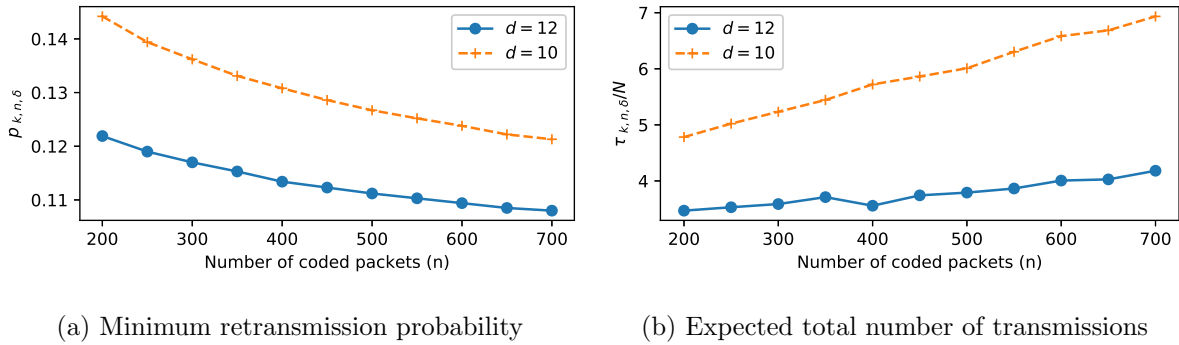 0.14
0.13
0.12
0.11
p k,n,δ
200 300 400 500 600 700
Number of coded packets (n)
d = 12
d = 10
(a) Minimum retransmission probability
7
6
5
4
τ k,n,δ/N
200 300 400 500 600 700
Number of coded packets (n)
d = 12
d = 10
(b) Expected total number of transmissions